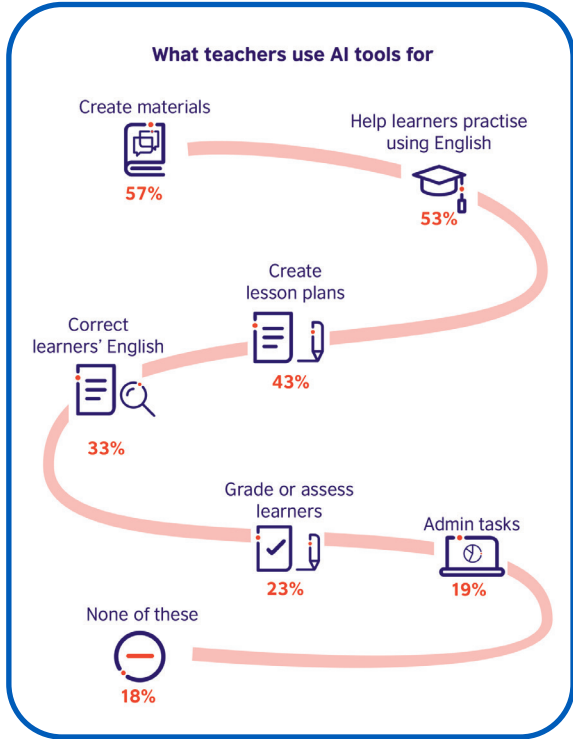 What teachers use AI tools for
Create materials
57%
Help learners practise
using English
53%
Create
lesson plans
43%
Correct
learners’ English
33%
Grade or assess
learners
23%
Admin tasks
19%
None of these
18%